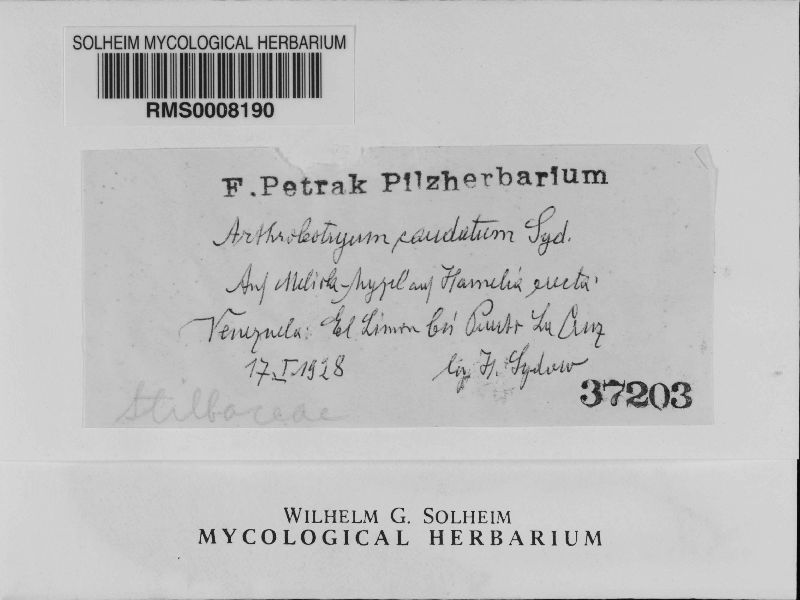 SOLHEIM MYCOLOGICAL HERBARIUM
RMS0008190
F. Petrak Pilzherbarium
Arthrobotryum caudatum Syd.
Auf Meliola-Myzel auf Hamelia erecta.
Venezuela: El Limon bei Puerto La Cruz
17.I.1928 leg. H. Sydow
37203
Stilbaceae
WILHELM G. SOLHEIM
MYCOLOGICAL HERBARIUM